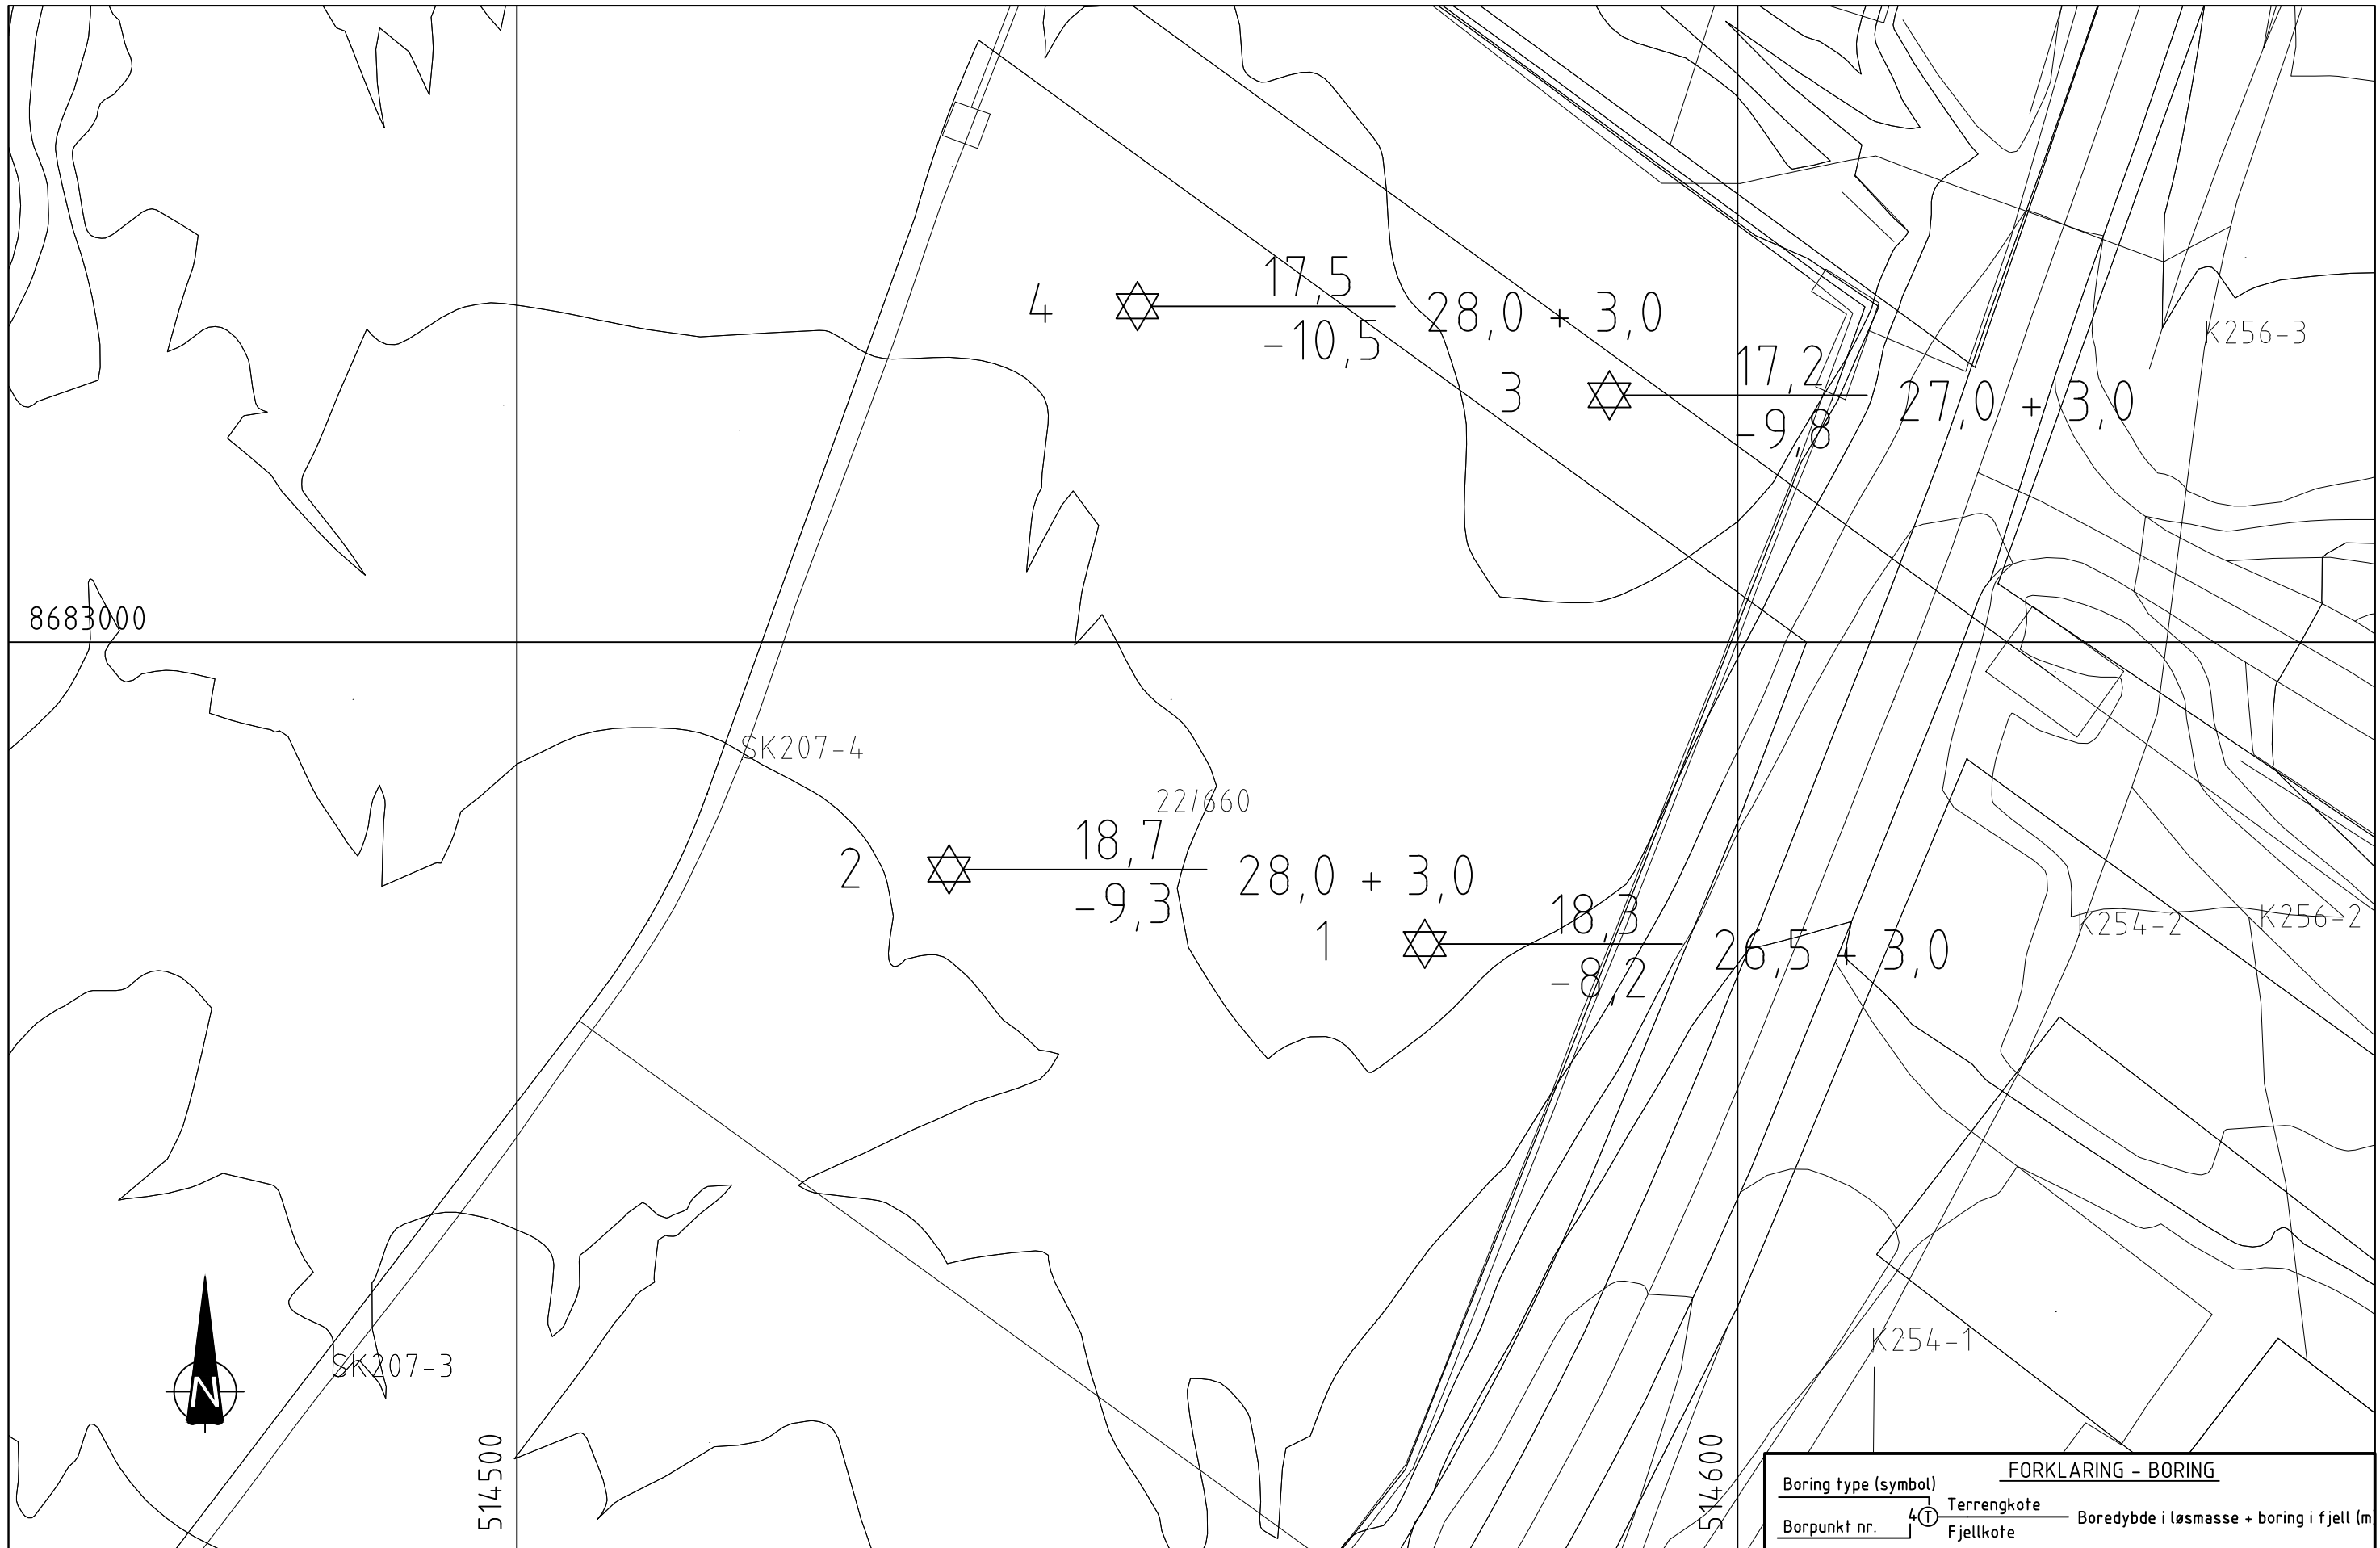 17,5
4
28,0 + 3,0
-10,5
K256-3
17,2
3
27,0 + 3,0
-9,8
8683000
SK207-4
22/660
18,7
2
28,0 + 3,0
-9,3
18,3
1
26,5 + 3,0
-8,2
K254-2
K256-2
K254-1
SK207-3
N
514500
514600
FORKLARING - BORING
Boring type (symbol)
Terrengkote
4 T
Boredybde i løsmasse + boring i fjell (m
Borpunkt nr.
Fjellkote